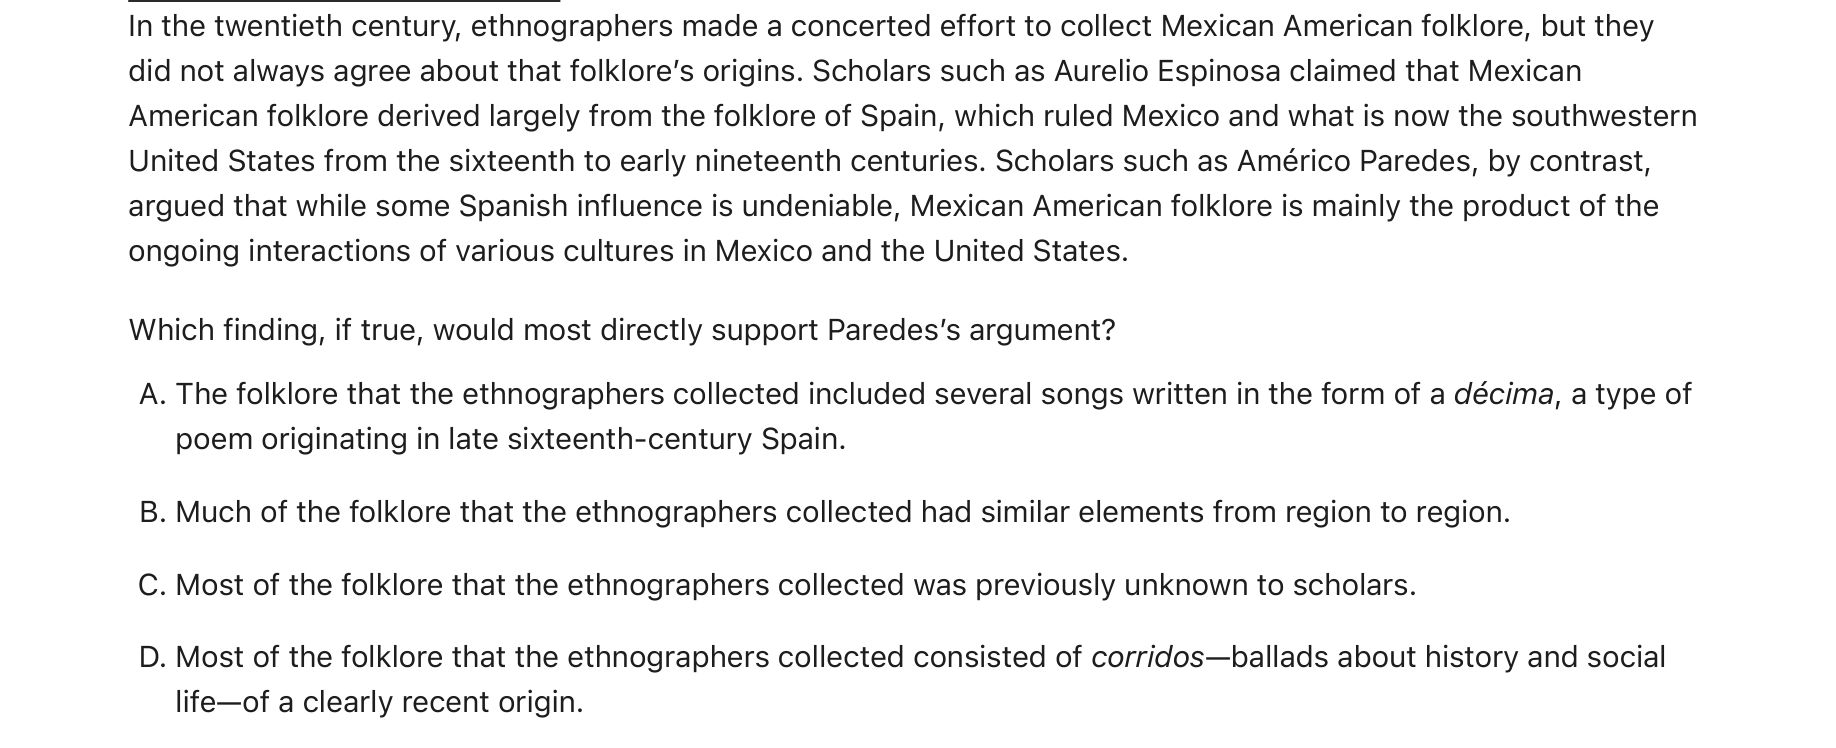 In the twentieth century, ethnographers made a concerted effort to collect Mexican American folklore, but they
did not always agree about that folklore’s origins. Scholars such as Aurelio Espinosa claimed that Mexican
American folklore derived largely from the folklore of Spain, which ruled Mexico and what is now the southwestern
United States from the sixteenth to early nineteenth centuries. Scholars such as Américo Paredes, by contrast,
argued that while some Spanish influence is undeniable, Mexican American folklore is mainly the product of the
ongoing interactions of various cultures in Mexico and the United States.
Which finding, if true, would most directly support Paredes’s argument?
A. The folklore that the ethnographers collected included several songs written in the form of a décima, a type of
poem originating in late sixteenth-century Spain.
B. Much of the folklore that the ethnographers collected had similar elements from region to region.
C. Most of the folklore that the ethnographers collected was previously unknown to scholars.
D. Most of the folklore that the ethnographers collected consisted of corridos—ballads about history and social
life—of a clearly recent origin.